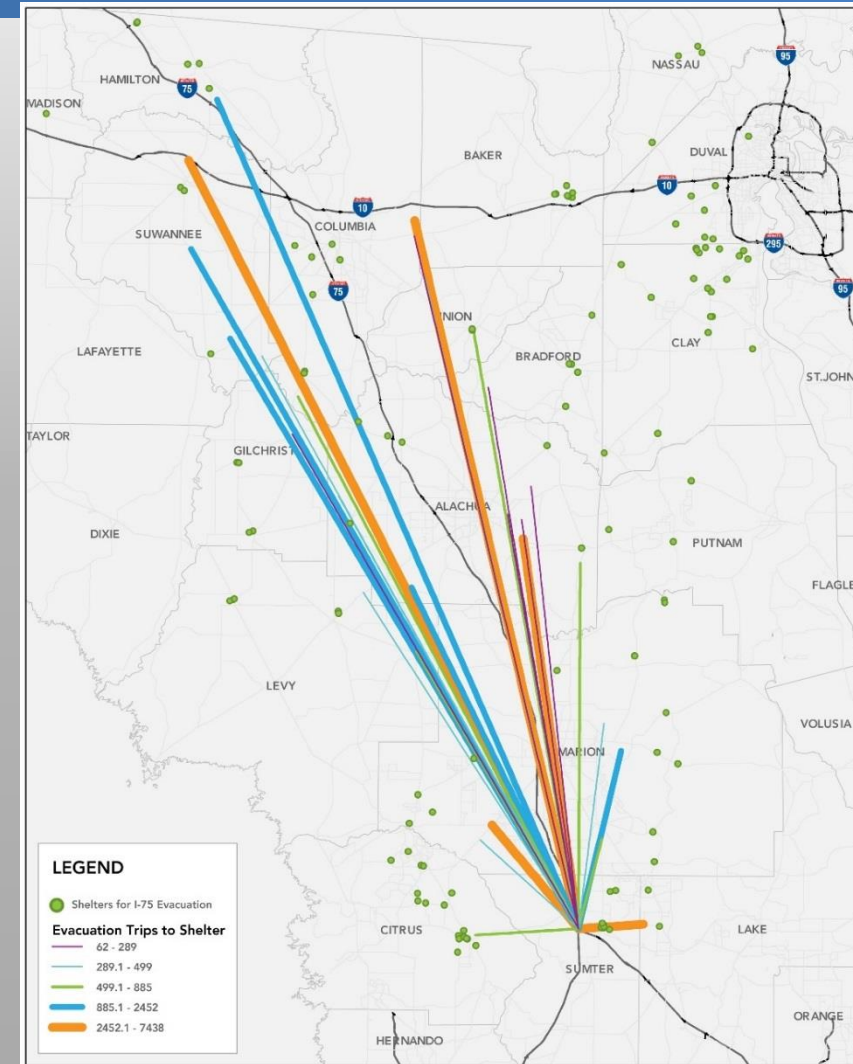 HAMILTON
75
MADISON
NASSAU
95
DUVAL
BAKER
10
10
COLUMBIA
SUWANNEE
295
75
95
NION
LAFAYETTE
BRADFORD
CLAY
ST.JOHN
TAYLOR
GILCHRIST
ALACHUA
DIXIE
PUTNAM
FLAGLE
LEVY
VOLUSIA
MARION
LEGEND
Shelters for I-75 Evacuation
Evacuation Trips to Shelter
62 - 289
289.1 - 499
499.1 - 885
885.1 - 2452
2452.1 - 7438
CITRUS
LAKE
SUMTER
ORANGE
HERNANDO